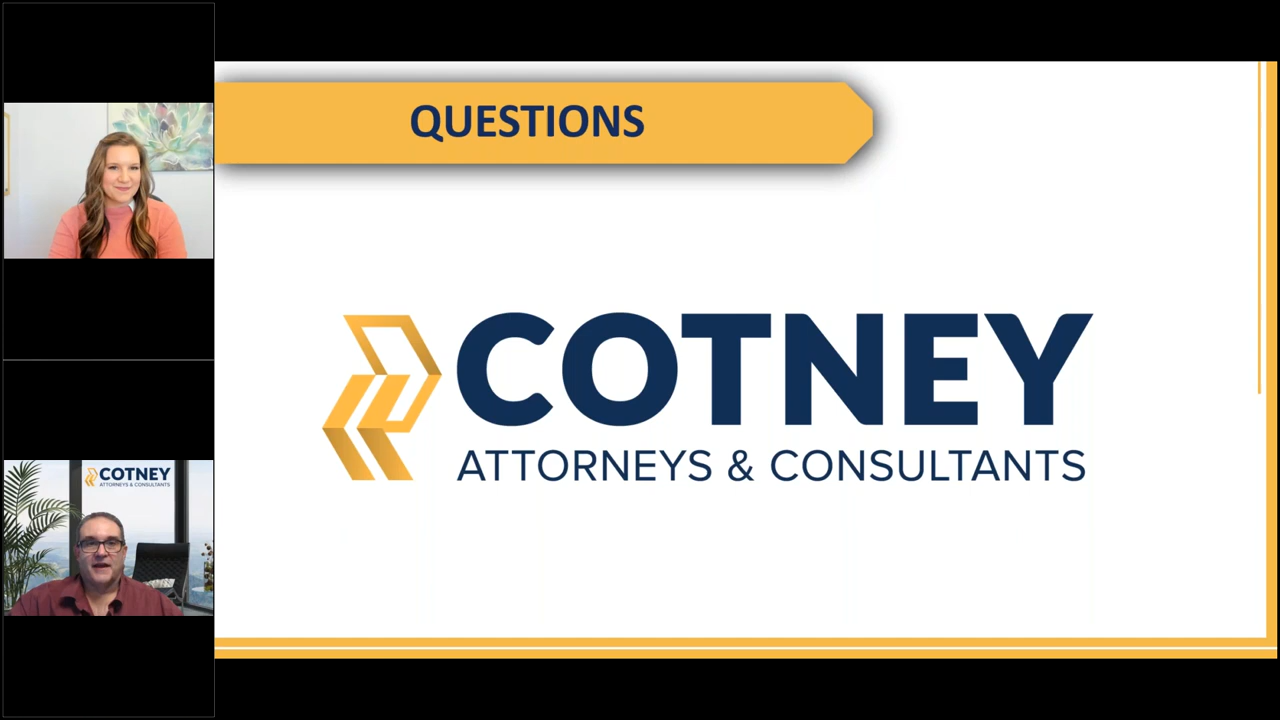 QUESTIONS
COTNEY
ATTORNEYS & CONSULTANTS
COTNEY
ATTORNEYS & CONSULTANTS